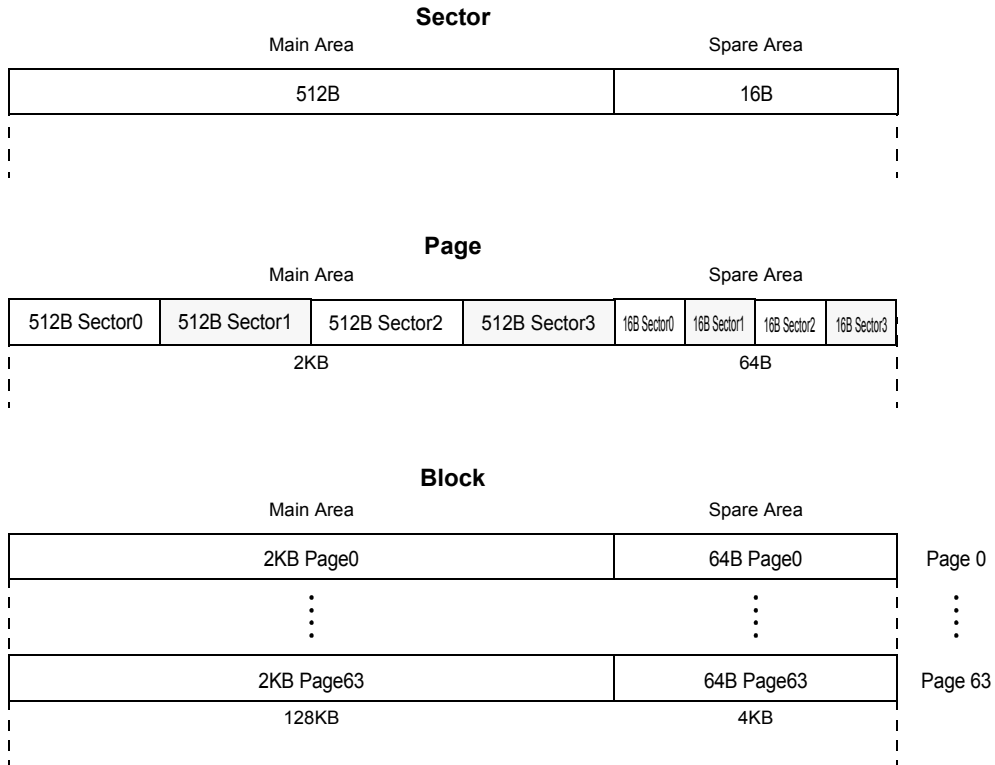 Sector
Main Area Spare Area
512B 16B
Page
Main Area Spare Area
512B Sector0 512B Sector1 512B Sector2 512B Sector3 16B Sector0 16B Sector1 16B Sector2 16B Sector3
2KB 64B
Block
Main Area Spare Area
2KB Page0 64B Page0 Page 0
2KB Page63 64B Page63 Page 63
128KB 4KB